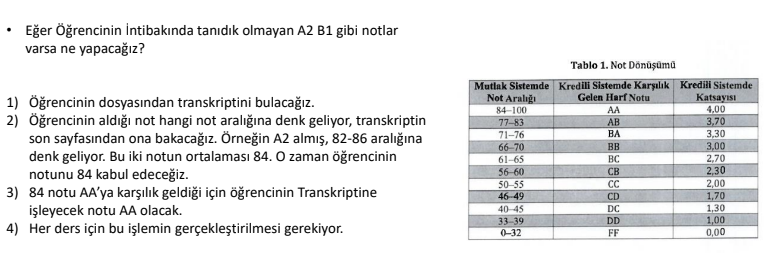 • Eğer Öğrencinin İntibakında tanıdık olmayan A2 B1 gibi notlar
varsa ne yapacağız?
1) Öğrencinin dosyasından transkriptini bulacağız.
2) Öğrencinin aldığı not hangi not aralığına denk geliyor, transkriptin
son sayfasından ona bakacağız. Örneğin A2 almış, 82-86 aralığına
denk geliyor. Bu iki notun ortalaması 84. O zaman öğrencinin
notunu 84 kabul edeceğiz.
3) 84 notu AA’ya karşılık geldiği için öğrencinin Transkriptine
işleyecek notu AA olacak.
4) Her ders için bu işlemin gerçekleştirilmesi gerekiyor.
Tablo 1. Not Dönüşümü
Mutlak Sistemde Kredili Sistemde Karşılık Kredili Sistemde
Not Aralığı Gelen Harf Notu Katsayısı
84–100 AA 4,00
77–83 AB 3,70
71–76 BA 3,30
66–70 BB 3,00
61–65 BC 2,70
56–60 CB 2,30
50–55 CC 2,00
46–49 CD 1,70
40–45 DC 1,30
33–39 DD 1,00
0–32 FF 0,00